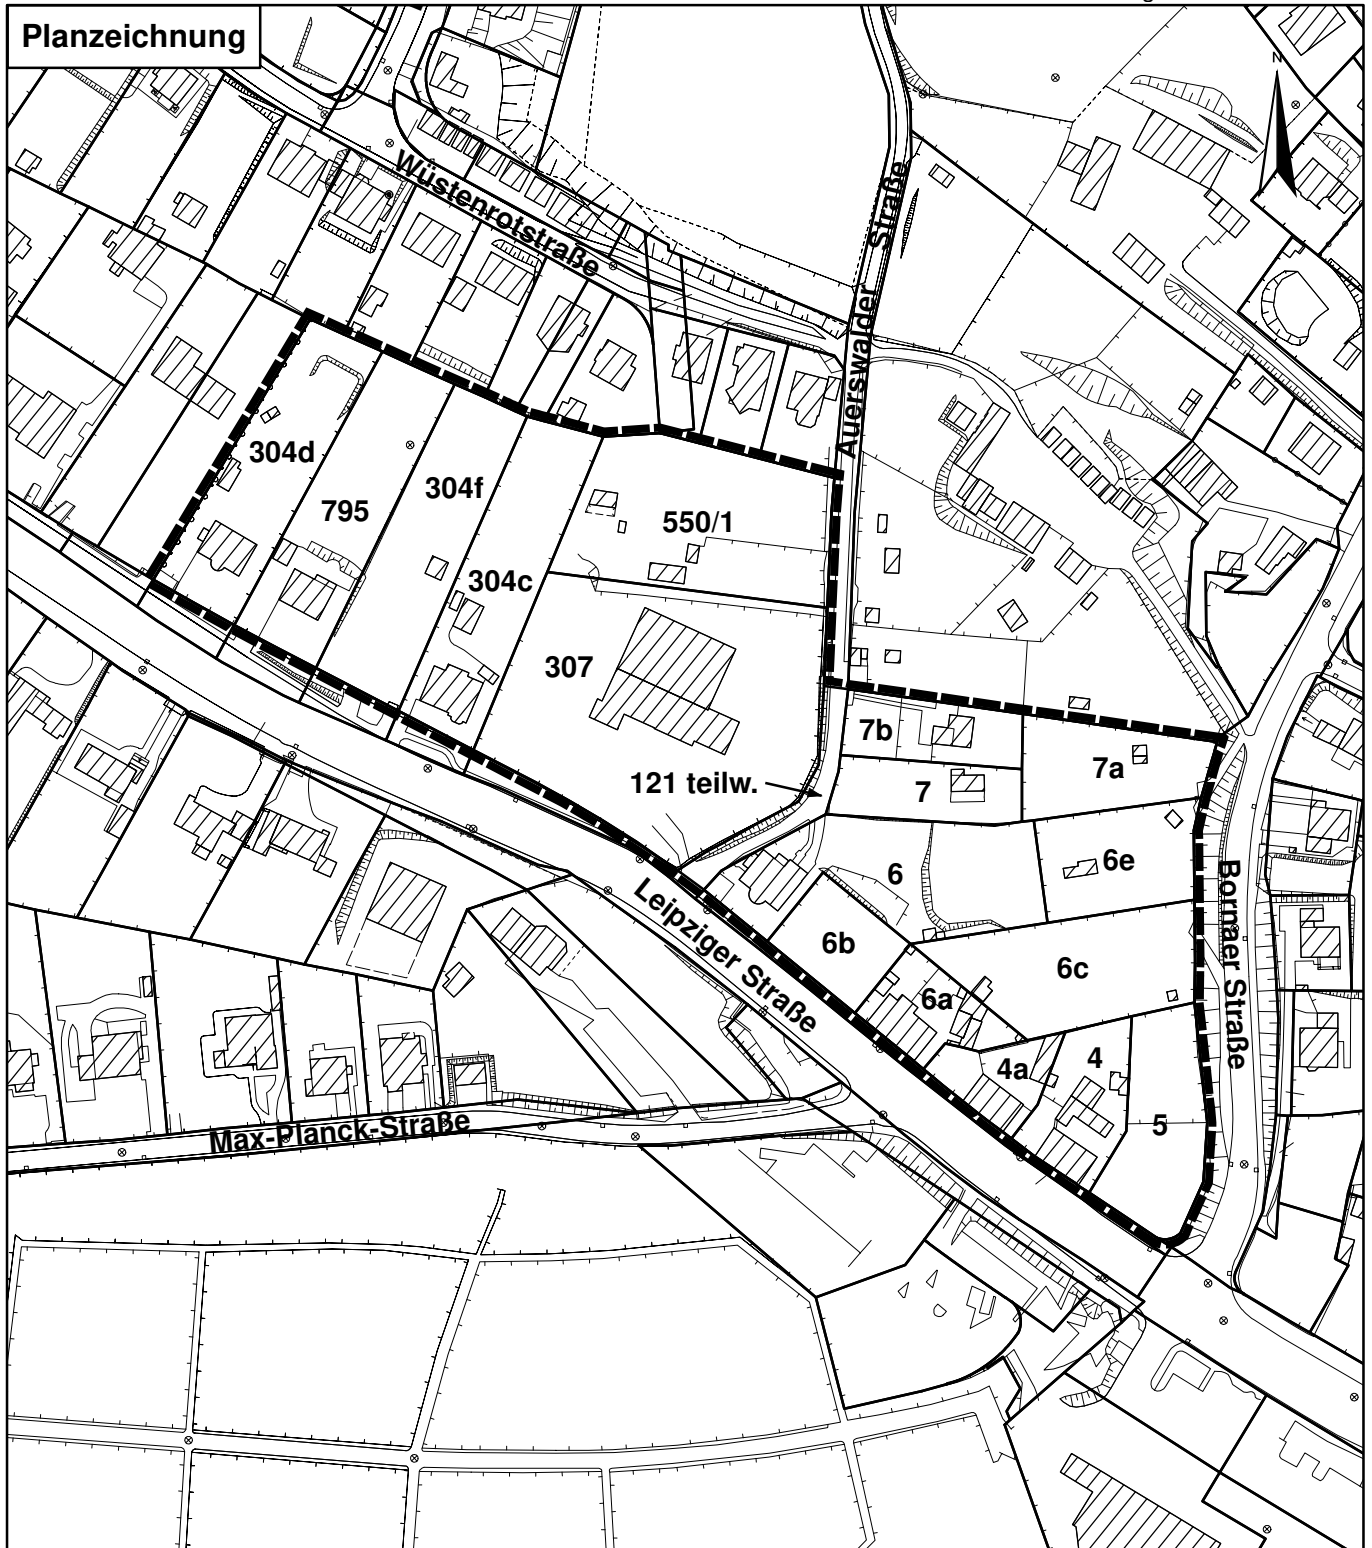 Planzeichnung
N
Wüstenrotstraße
Auerswalder Straße
304d
304f
795
550/1
304c
307
7b
7a
121 teilw.
7
6
6e
6b
6c
6a
4
4a
5
Leipziger Straße
Bornaer Straße
Max-Planck-Straße